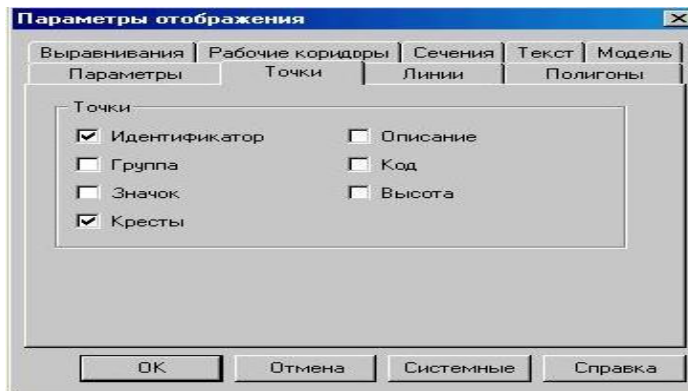 Параметры отображения
Выравнивания Рабочие коридоры Сечения Текст Модель
Параметры Точки Линии Полигоны
Точки
Идентификатор Описание
Группа Код
Значок Высота
Кресты
OK Отмена Системные Справка